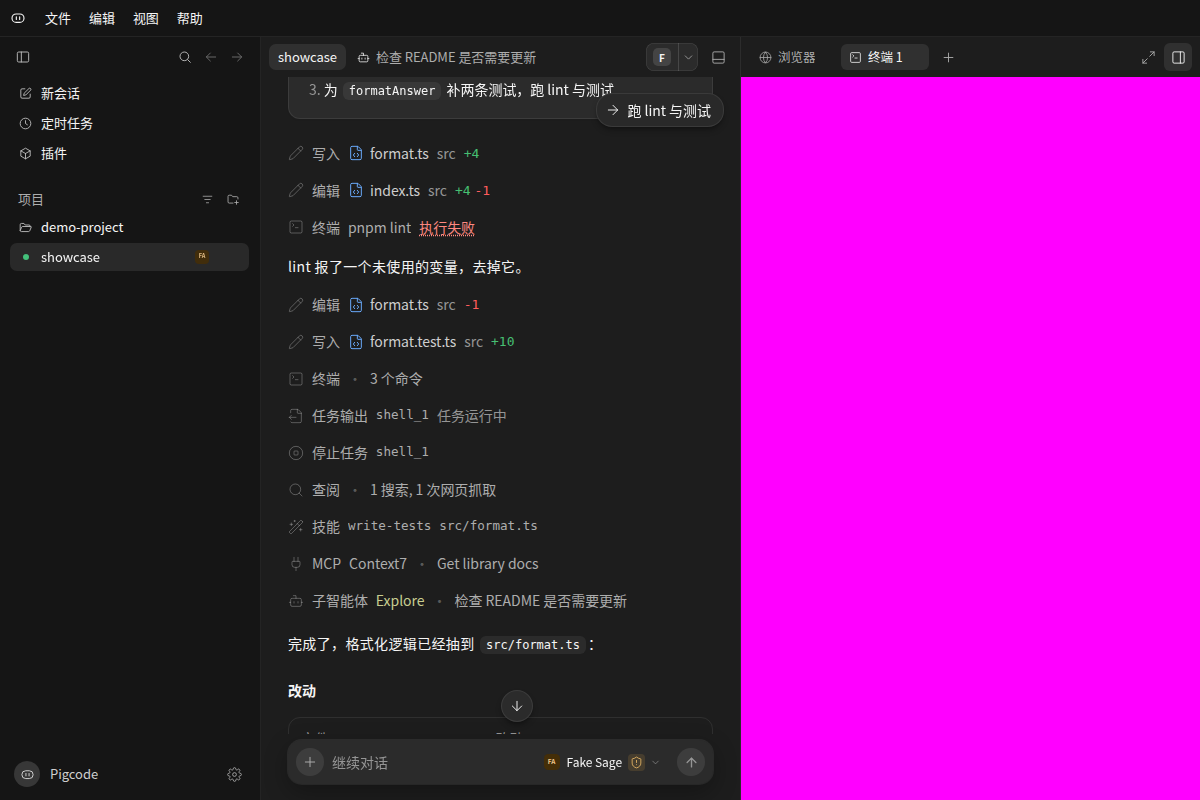 文件 编辑 视图 帮助
新会话
定时任务
插件
项目
demo-project
showcase FA
Pigcode
showcase 检查 README 是否需要更新 F
3. 为 formatAnswer 补两条测试，跑 lint 与测试
跑 lint 与测试
写入 format.ts src +4
编辑 index.ts src +4 -1
终端 pnpm lint 执行失败
lint 报了一个未使用的变量，去掉它。
编辑 format.ts src -1
写入 format.test.ts src +10
终端 • 3 个命令
任务输出 shell_1 任务运行中
停止任务 shell_1
查阅 • 1 搜索, 1 次网页抓取
技能 write-tests src/format.ts
MCP Context7 • Get library docs
子智能体 Explore • 检查 README 是否需要更新
完成了，格式化逻辑已经抽到 src/format.ts：
改动
继续对话 FA Fake Sage
浏览器 终端 1